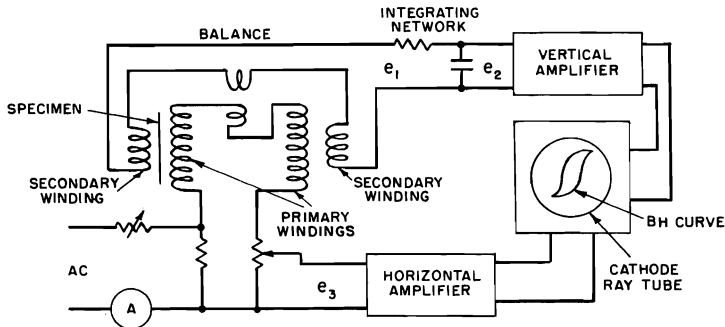 INTEGRATING
NETWORK
BALANCE
VERTICAL
AMPLIFIER
e1
e2
SPECIMEN
SECONDARY
WINDING
PRIMARY
WINDINGS
SECONDARY
WINDING
BH CURVE
CATHODE
RAY TUBE
AC
A
e3
HORIZONTAL
AMPLIFIER